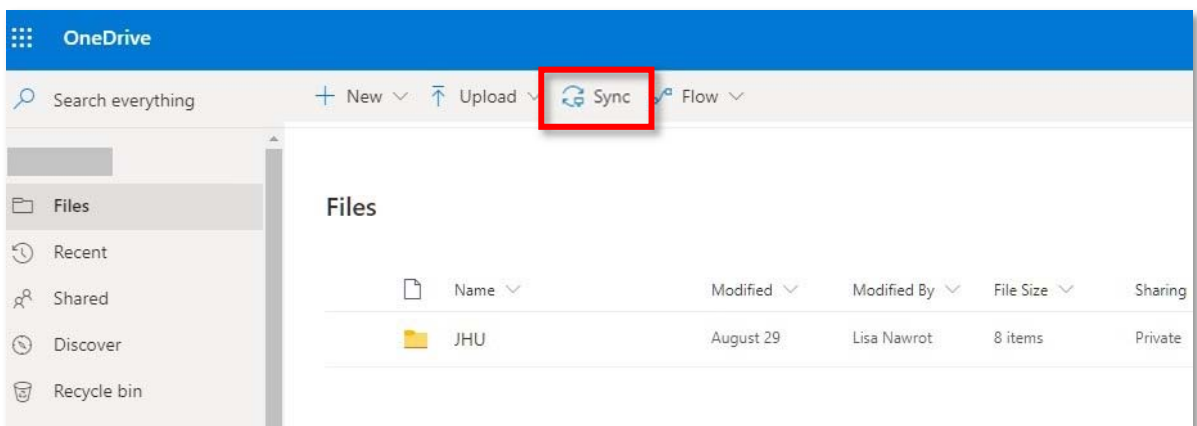 OneDrive
Search everything
New Upload Sync Flow
Files
Recent
Shared
Discover
Recycle bin
Files
Name Modified Modified By File Size Sharing
JHU August 29 Lisa Nawrot 8 items Private